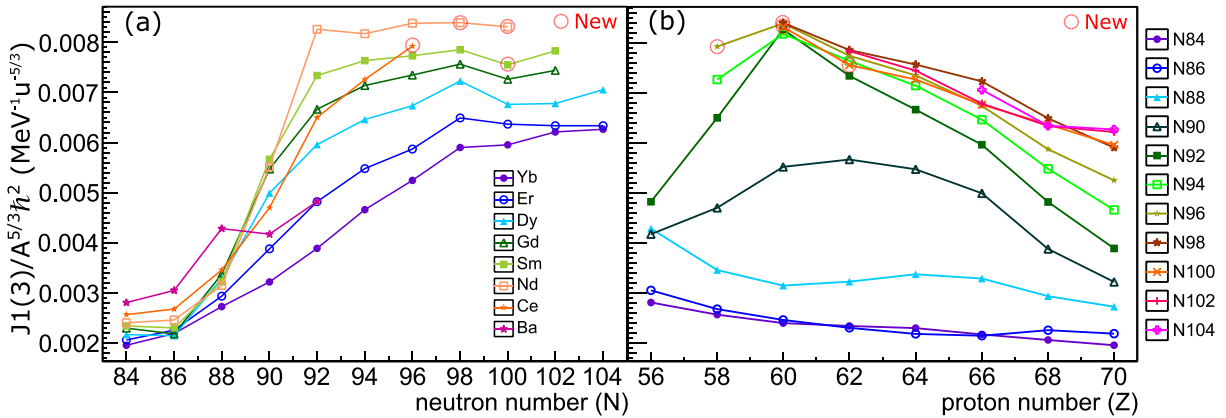 J1(3)/A^5/3ℏ^2 (MeV^-1u^-5/3)
0.008
0.007
0.006
0.005
0.004
0.003
0.002
(a)
New
Yb
Er
Dy
Gd
Sm
Nd
Ce
Ba
84 86 88 90 92 94 96 98 100 102 104
neutron number (N)
(b)
New
56 58 60 62 64 66 68 70
proton number (Z)
N84
N86
N88
N90
N92
N94
N96
N98
N100
N102
N104